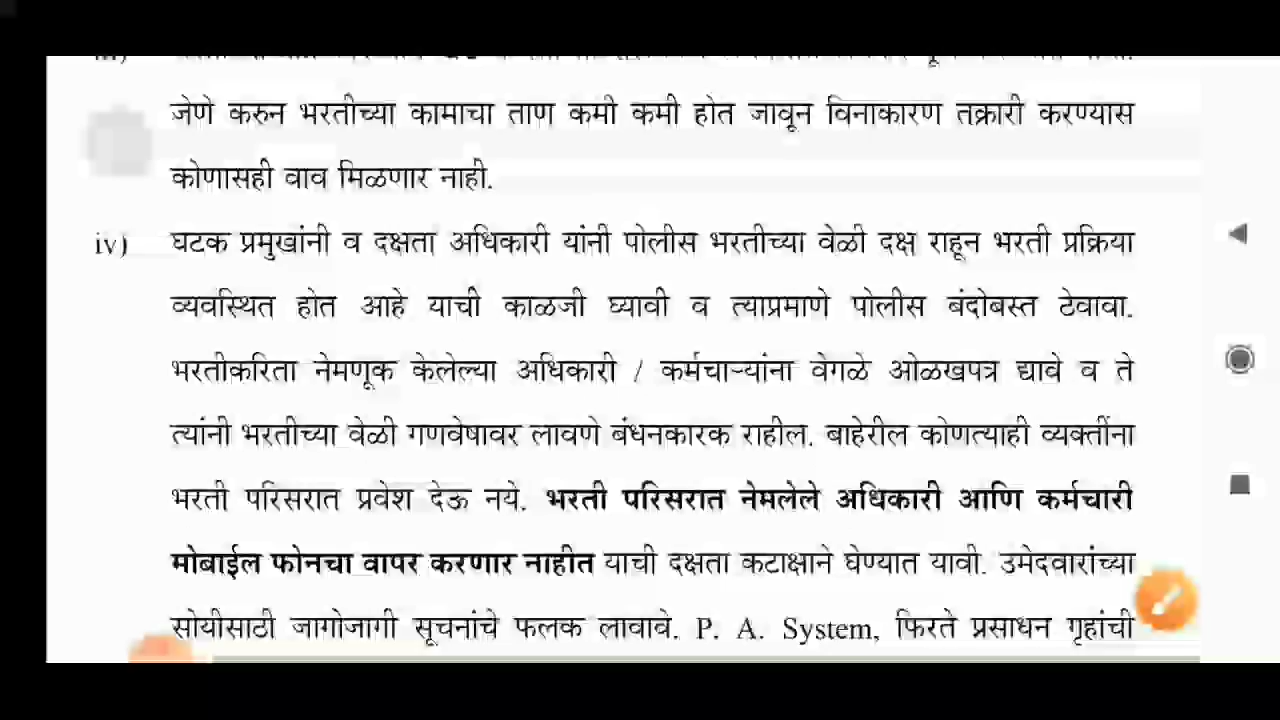 जेणे करुन भरतीच्या कामाचा ताण कमी कमी होत जावून विनाकारण तक्रारी करण्यास
कोणासही वाव मिळणार नाही.
iv) घटक प्रमुखांनी व दक्षता अधिकारी यांनी पोलीस भरतीच्या वेळी दक्ष राहून भरती प्रक्रिया
व्यवस्थित होत आहे याची काळजी घ्यावी व त्याप्रमाणे पोलीस बंदोबस्त ठेवावा.
भरतीकरिता नेमणूक केलेल्या अधिकारी / कर्मचाऱ्यांना वेगळे ओळखपत्र द्यावे व ते
त्यांनी भरतीच्या वेळी गणवेषावर लावणे बंधनकारक राहील. बाहेरील कोणत्याही व्यक्तींना
भरती परिसरात प्रवेश देऊ नये. भरती परिसरात नेमलेले अधिकारी आणि कर्मचारी
मोबाईल फोनचा वापर करणार नाहीत याची दक्षता कटाक्षाने घेण्यात यावी. उमेदवारांच्या
सोयीसाठी जागोजागी सूचनांचे फलक लावावे. P. A. System, फिरते प्रसाधन गृहांची